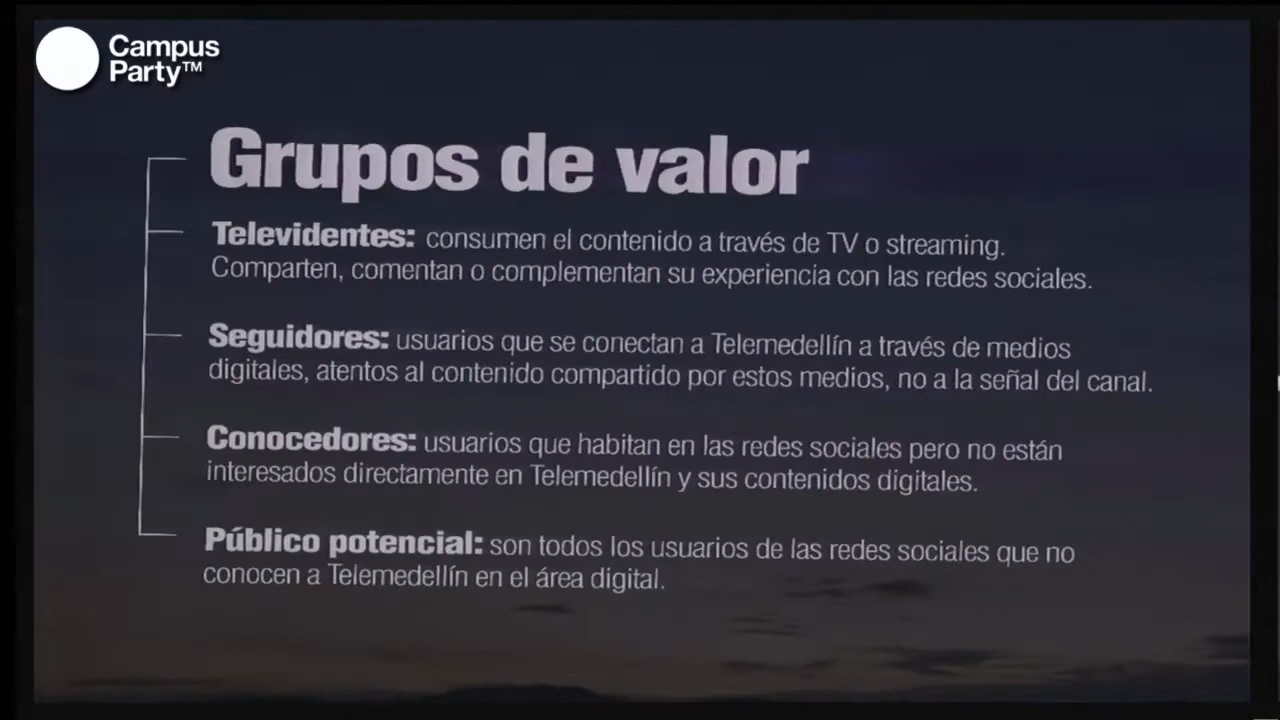 Campus
Party™
Grupos de valor
Televidentes: consumen el contenido a través de TV o streaming.
Comparten, comentan o complementan su experiencia con las redes sociales.
Seguidores: usuarios que se conectan a Telemedellín a través de medios
digitales, atentos al contenido compartido por estos medios, no a la señal del canal.
Conocedores: usuarios que habitan en las redes sociales pero no están
interesados directamente en Telemedellín y sus contenidos digitales.
Público potencial: son todos los usuarios de las redes sociales que no
conocen a Telemedellín en el área digital.